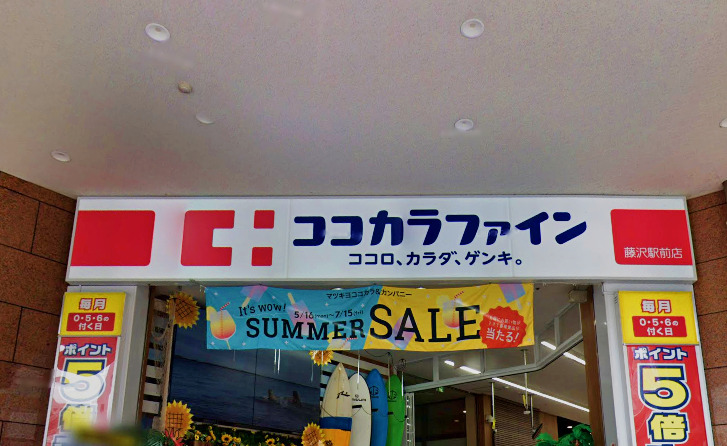 ココカラファイン
ココロ、カラダ、ゲンキ。
藤沢駅前店
マツキヨココカラ&カンパニー
It's wow!
SUMMER SALE
当たる!
毎月
0・5・6の
付く日
ポイント
5倍
毎月
0・5・6の
付く日
ポイント
5倍